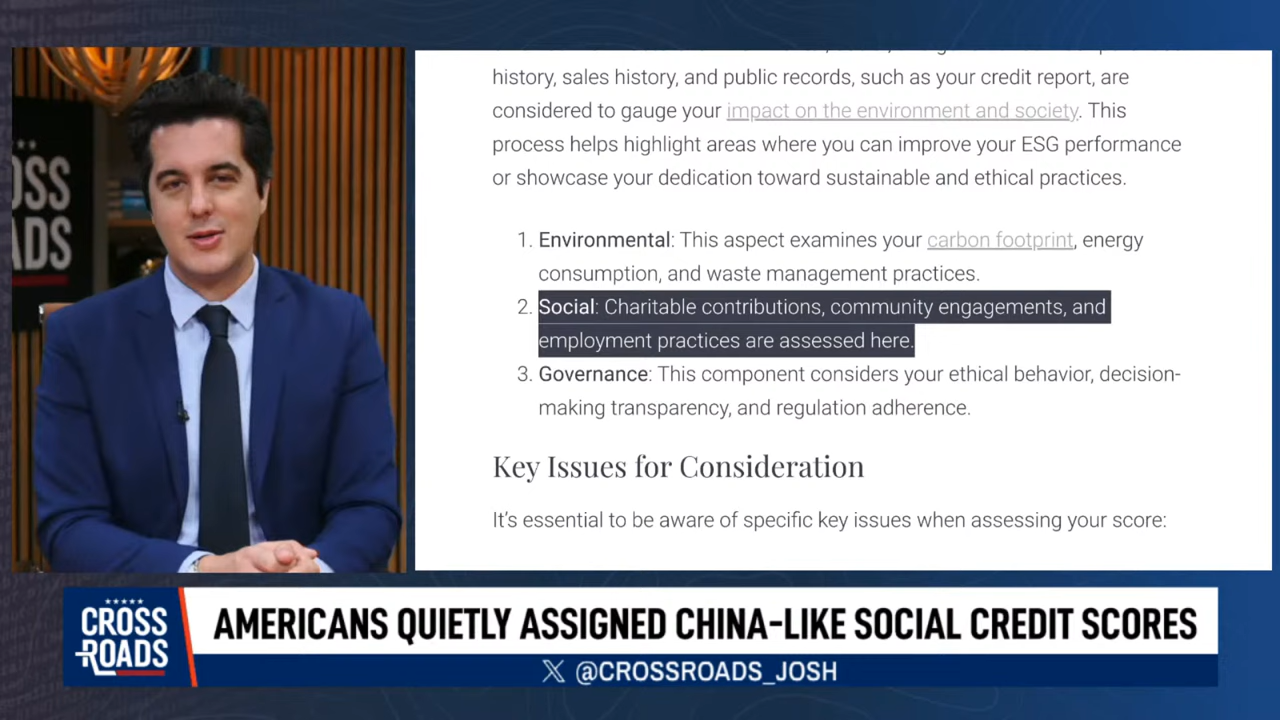 OSS
ADS
history, sales history, and public records, such as your credit report, are
considered to gauge your impact on the environment and society. This
process helps highlight areas where you can improve your ESG performance
or showcase your dedication toward sustainable and ethical practices.
1. Environmental: This aspect examines your carbon footprint, energy
consumption, and waste management practices.
2. Social: Charitable contributions, community engagements, and
employment practices are assessed here.
3. Governance: This component considers your ethical behavior, decision-
making transparency, and regulation adherence.
Key Issues for Consideration
It's essential to be aware of specific key issues when assessing your score:
CROSS
ROADS
AMERICANS QUIETLY ASSIGNED CHINA-LIKE SOCIAL CREDIT SCORES
X @CROSSROADS_JOSH